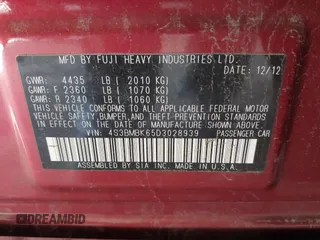 MFD BY FUJI HEAVY INDUSTRIES LTD.
DATE: 12/12
GVWR: 4435 LB ( 2010 KG)
GAWR: F 2360 LB ( 1070 KG)
GAWR: R 2340 LB ( 1060 KG)
THIS VEHICLE CONFORMS TO ALL APPLICABLE FEDERAL MOTOR
VEHICLE SAFETY, BUMPER, AND THEFT PREVENTION STANDARDS
IN EFFECT ON THE DATE OF MANUFACTURE SHOWN ABOVE.
VIN: 4S3BMBK65D3028939 PASSENGER CAR
ASSEMBLED BY SIA INC. MADE IN U.S.A.
© DREAMBID
DREAMBID.COM